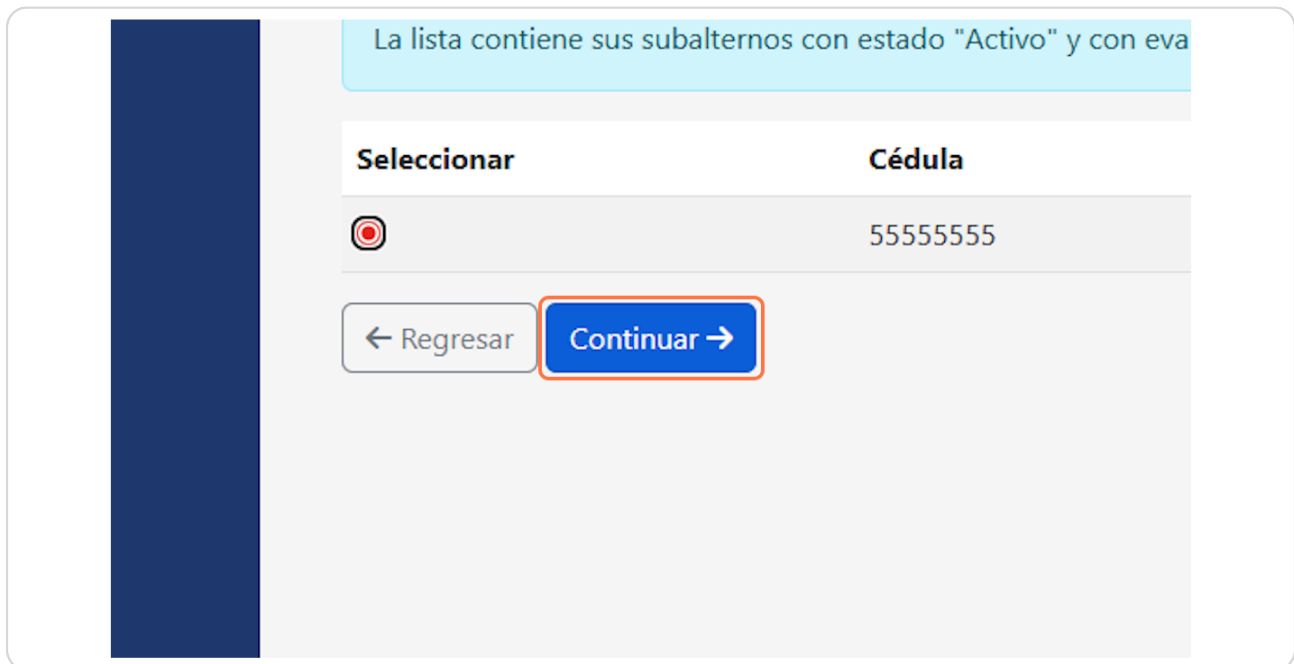 La lista contiene sus subalternos con estado "Activo" y con eva
Seleccionar Cédula
55555555
← Regresar Continuar →